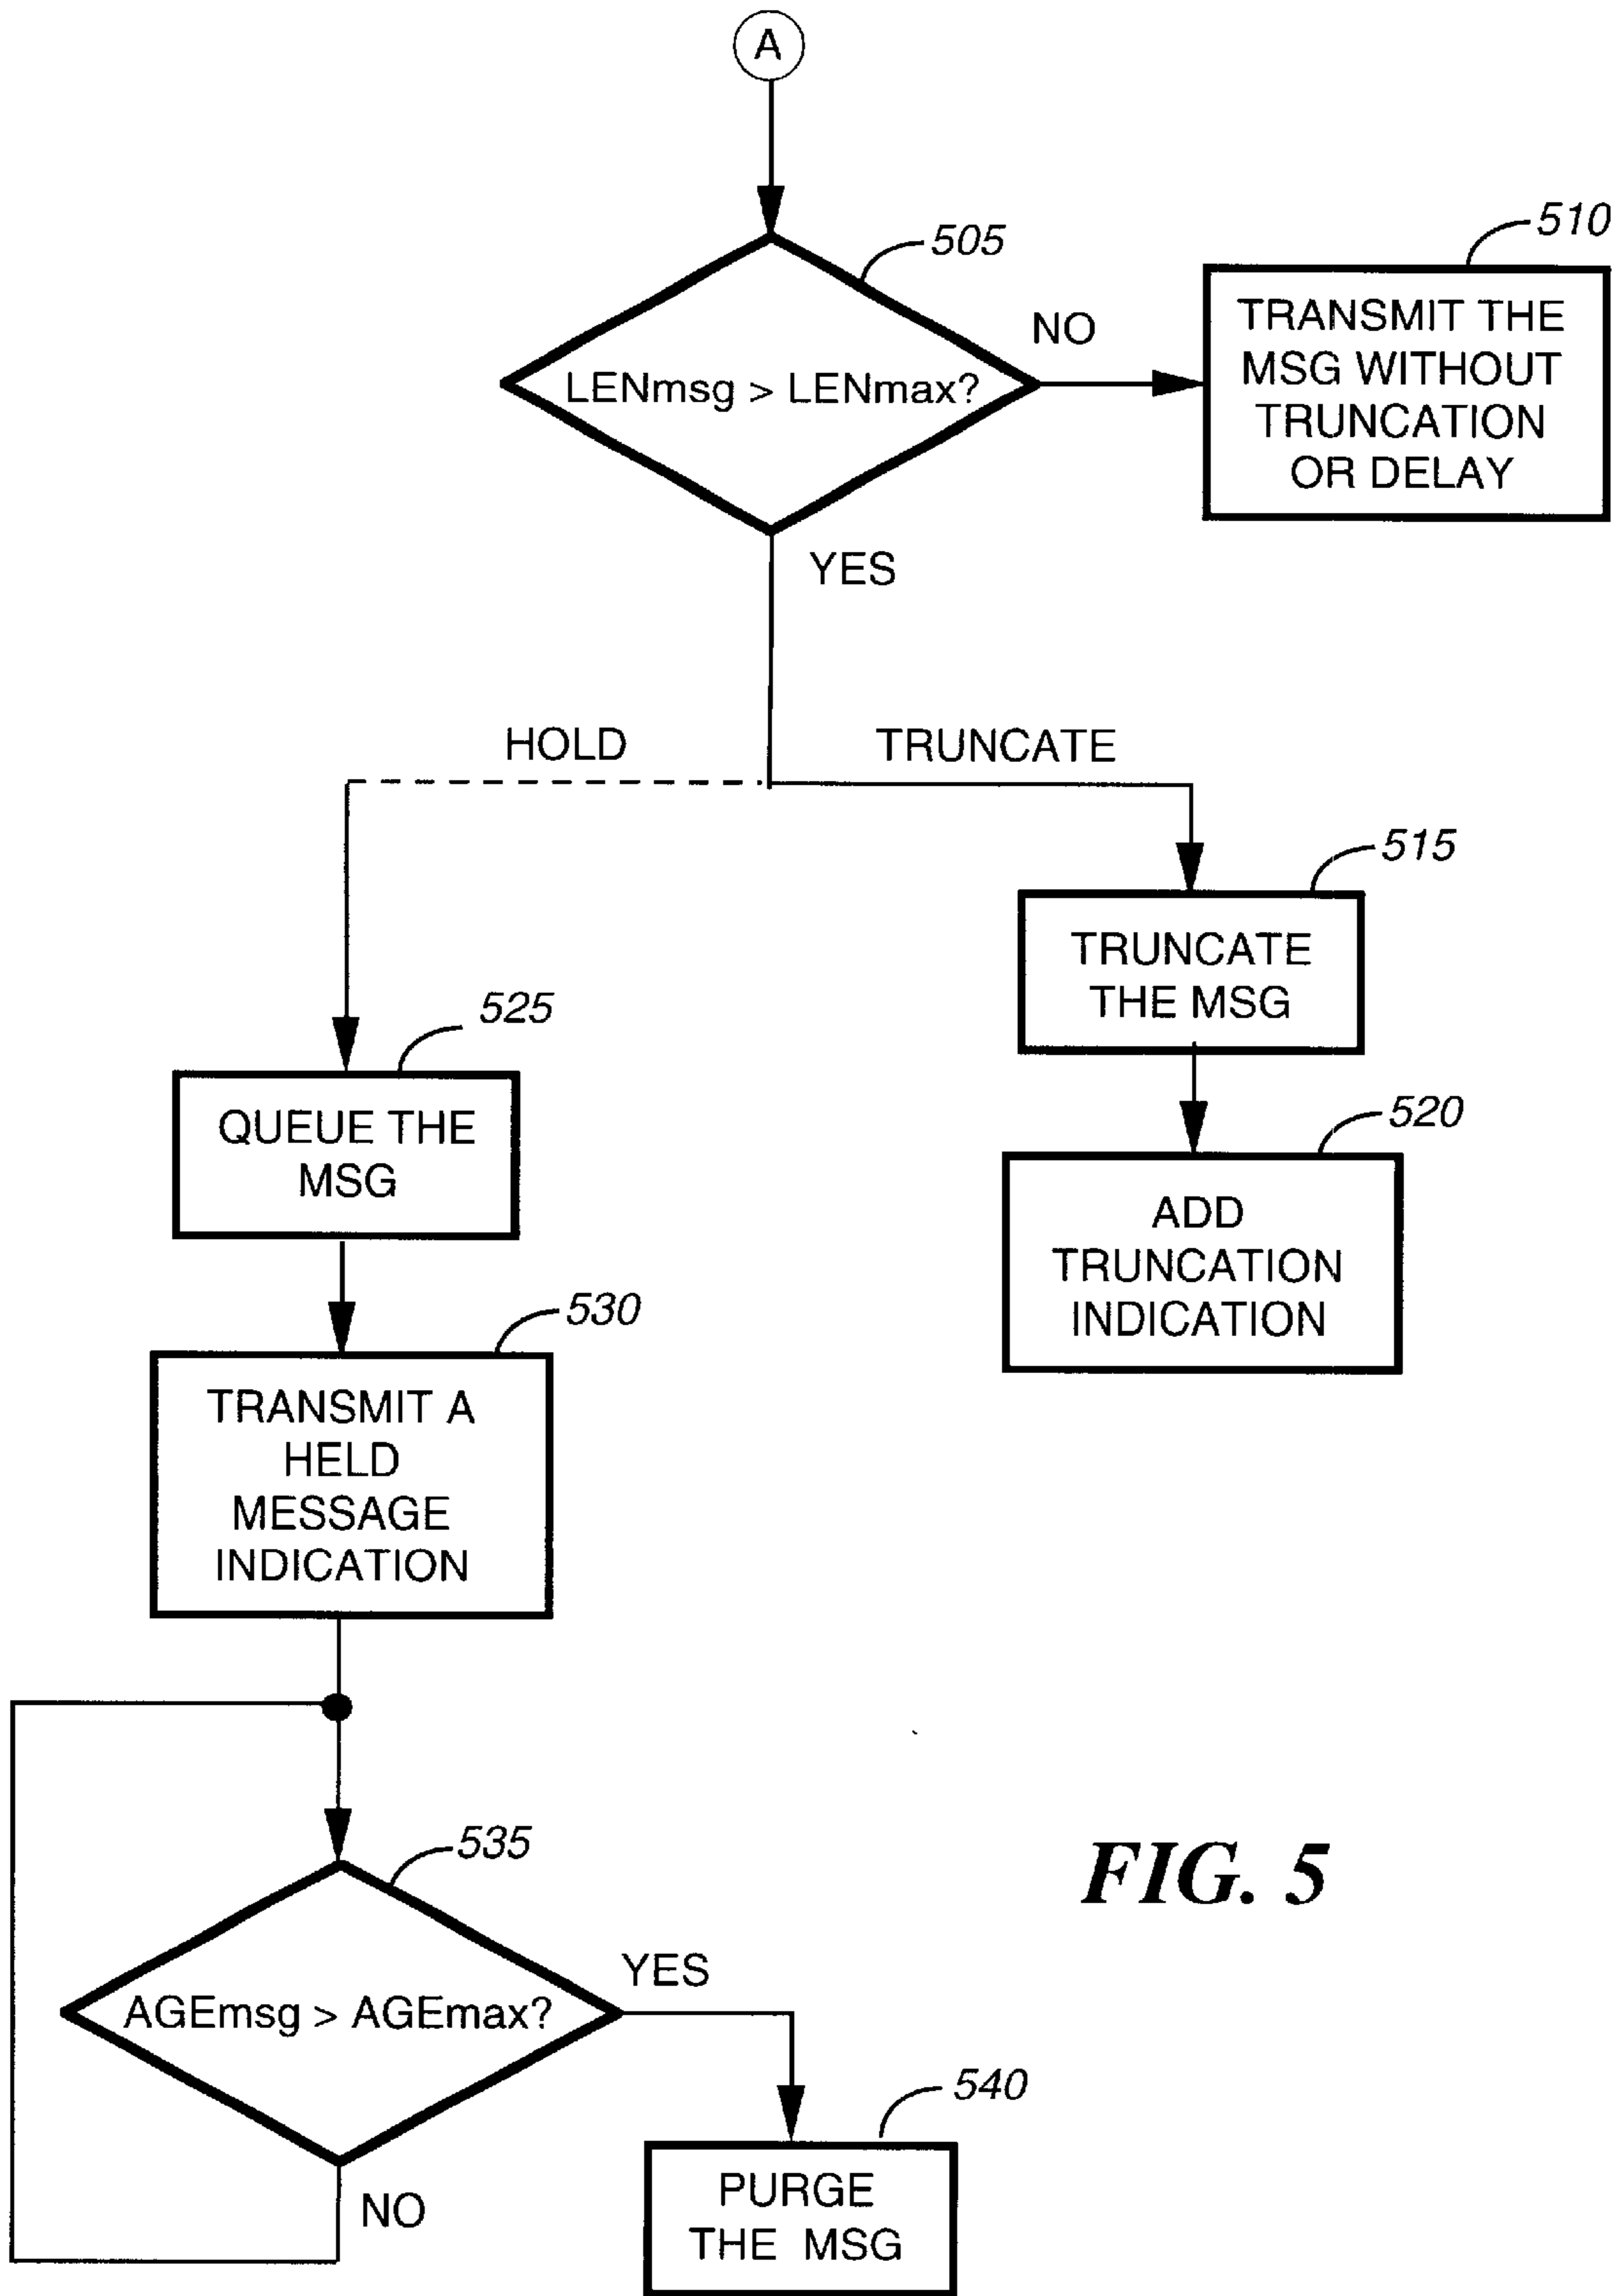 A
505
510
LENmsg > LENmax?
NO
TRANSMIT THE
MSG WITHOUT
TRUNCATION
OR DELAY
YES
HOLD
TRUNCATE
515
TRUNCATE
THE MSG
525
QUEUE THE
MSG
520
ADD
TRUNCATION
INDICATION
530
TRANSMIT A
HELD
MESSAGE
INDICATION
535
AGEmsg > AGEmax?
YES
NO
540
PURGE
THE MSG
FIG. 5